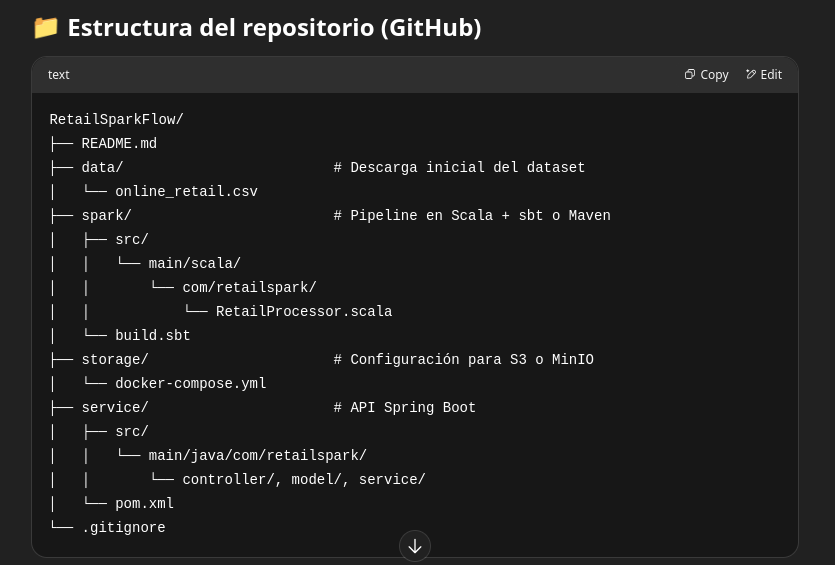 📁 Estructura del repositorio (GitHub)
text Copy Edit
RetailSparkFlow/
├── README.md
├── data/                         # Descarga inicial del dataset
│   └── online_retail.csv
├── spark/                        # Pipeline en Scala + sbt o Maven
│   ├── src/
│   │   └── main/scala/
│   │       └── com/retailspark/
│   │           └── RetailProcessor.scala
│   └── build.sbt
├── storage/                      # Configuración para S3 o MinIO
│   └── docker-compose.yml
├── service/                      # API Spring Boot
│   ├── src/
│   │   └── main/java/com/retailspark/
│   │       └── controller/, model/, service/
│   └── pom.xml
└── .gitignore